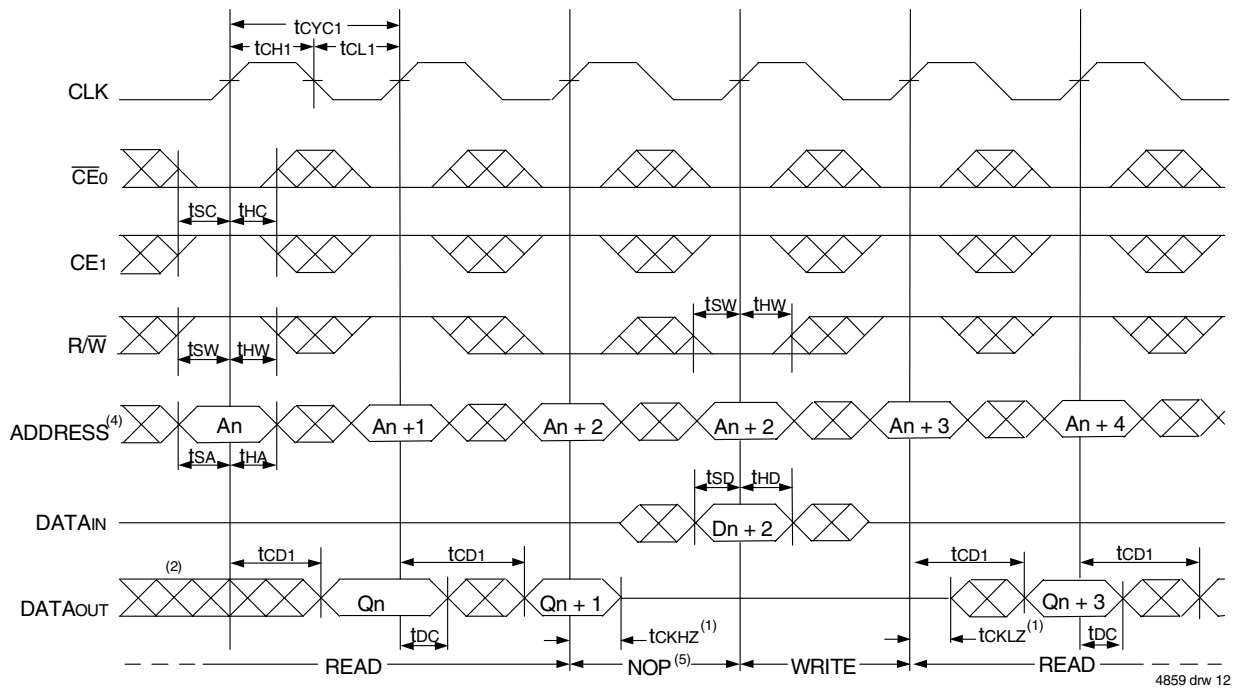 tCYC1
tCH1 tCL1
CLK
CE0
tSC tHC
CE1
tSW tHW
R/W
tSW tHW
ADDRESS(4) An An +1 An + 2 An + 2 An + 3 An + 4
tSA tHA
tSD tHD
DATAIN Dn + 2
(2) tCD1 tCD1 tCD1 tCD1
DATAOUT Qn Qn + 1 Qn + 3
tDC tCKHZ(1) tCKLZ(1) tDC
READ NOP(5) WRITE READ
4859 drw 12